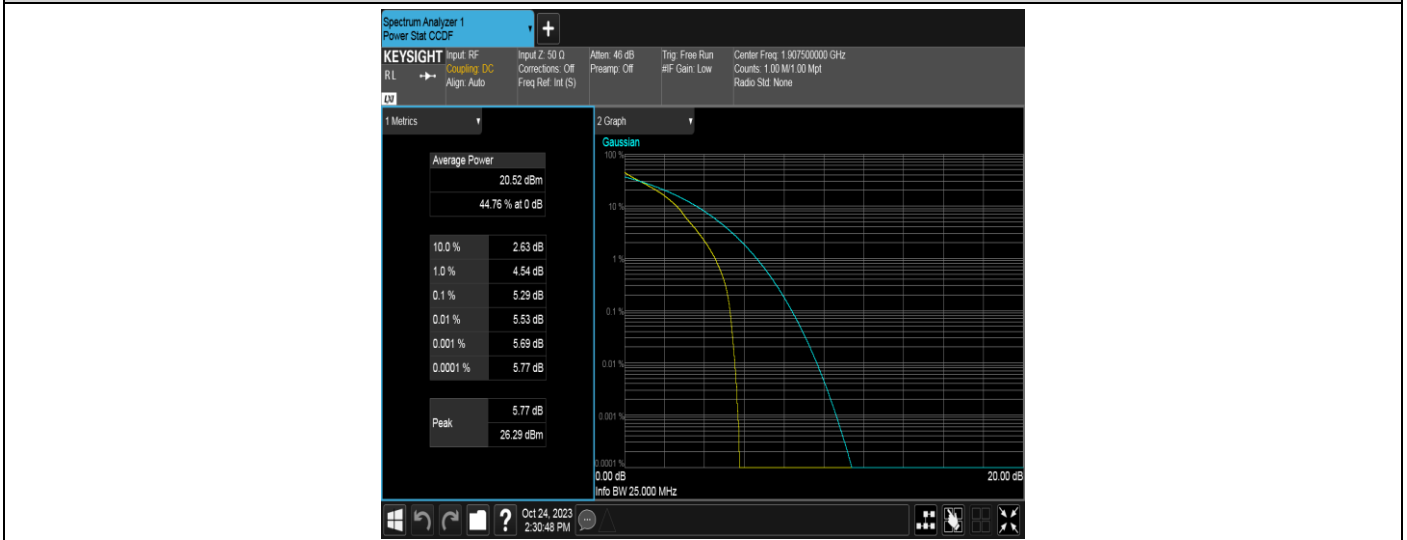 Spectrum Analyzer 1
Power Stat CCDF
+
KEYSIGHT
RL
LXI
Input: RF
Coupling: DC
Align: Auto
Input Z: 50 Ω
Corrections: Off
Freq Ref: Int (S)
Atten: 46 dB
Preamp: Off
Trig: Free Run
#IF Gain: Low
Center Freq: 1.907500000 GHz
Counts: 1.00 M/1.00 Mpt
Radio Std: None
1 Metrics
Average Power
20.52 dBm
44.76 % at 0 dB
10.0 % 2.63 dB
1.0 % 4.54 dB
0.1 % 5.29 dB
0.01 % 5.53 dB
0.001 % 5.69 dB
0.0001 % 5.77 dB
Peak
5.77 dB
26.29 dBm
2 Graph
Gaussian
100 %
10 %
1 %
0.1 %
0.01 %
0.001 %
0.0001 %
0.00 dB 20.00 dB
Info BW 25.000 MHz
?
Oct 24, 2023
2:30:48 PM